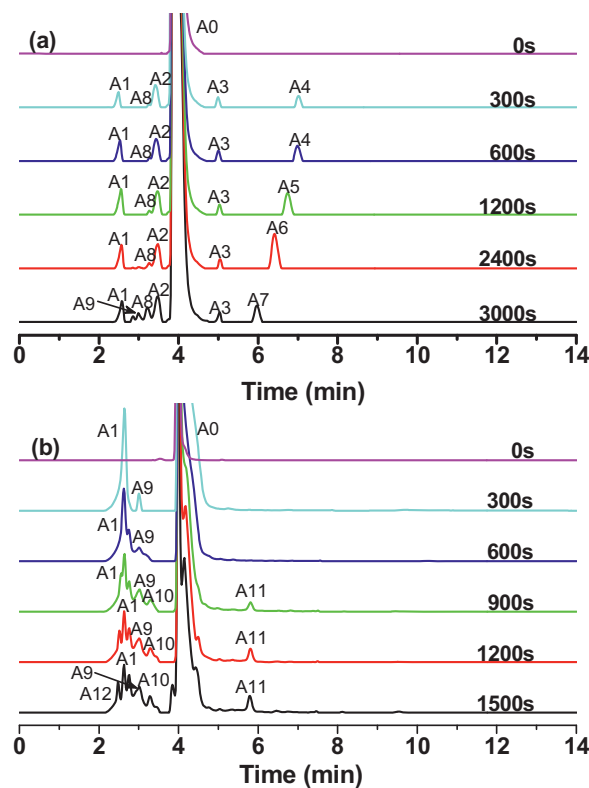 (a)
A0
0s
A1 A8 A2 A3 A4 300s
A1 A8 A2 A3 A4 600s
A1 A8 A2 A3 A5 1200s
A1 A8 A2 A3 A6 2400s
A9 A1 A8 A2 A3 A7 3000s
0 2 4 6 8 10 12 14
Time (min)
(b)
A0
0s
A1 A9 300s
A1 A9 600s
A1 A9 A10 A11 900s
A1 A9 A10 A11 1200s
A12 A9 A1 A10 A11 1500s
0 2 4 6 8 10 12 14
Time (min)